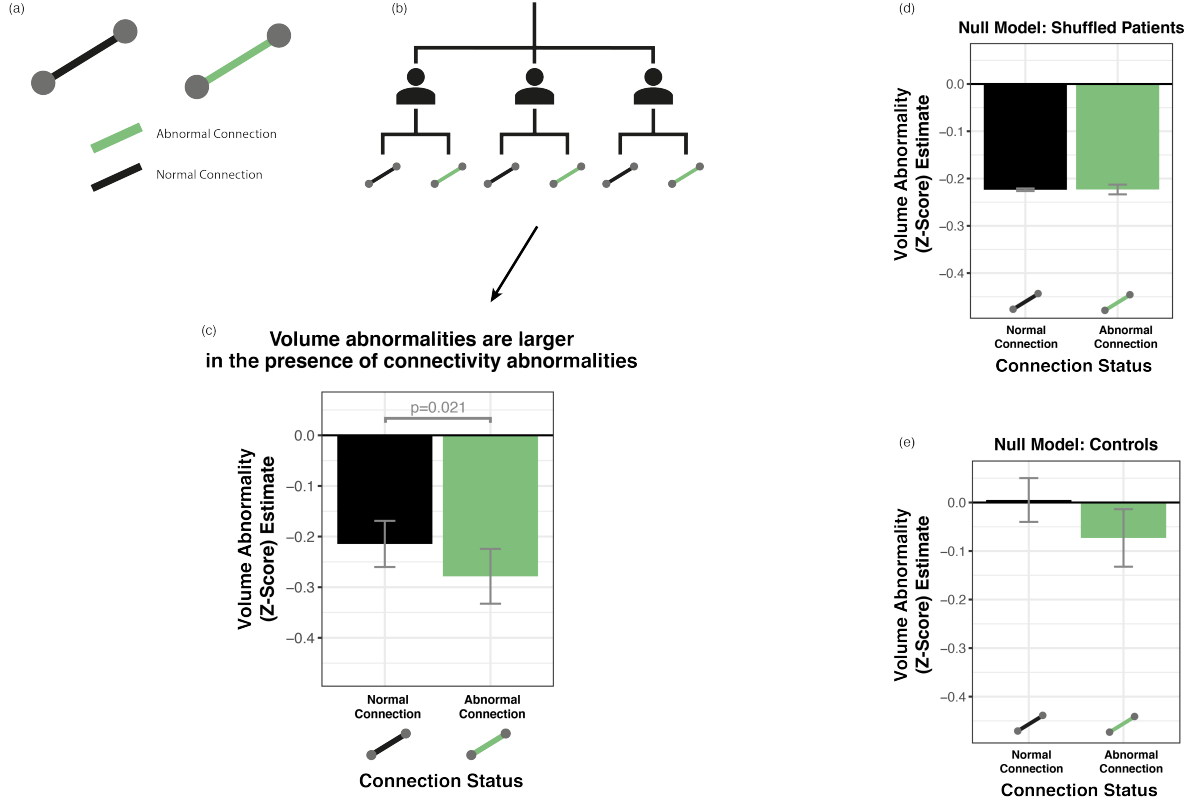 (a)
Abnormal Connection
Normal Connection
(b)
(c)
Volume abnormalities are larger
in the presence of connectivity abnormalities
p=0.021
0.0
−0.1
−0.2
−0.3
−0.4
Volume Abnormality
(Z-Score) Estimate
Normal
Connection
Abnormal
Connection
Connection Status
(d)
Null Model: Shuffled Patients
0.0
−0.1
−0.2
−0.3
−0.4
Volume Abnormality
(Z-Score) Estimate
Normal
Connection
Abnormal
Connection
Connection Status
(e)
Null Model: Controls
0.0
−0.1
−0.2
−0.3
−0.4
Volume Abnormality
(Z-Score) Estimate
Normal
Connection
Abnormal
Connection
Connection Status